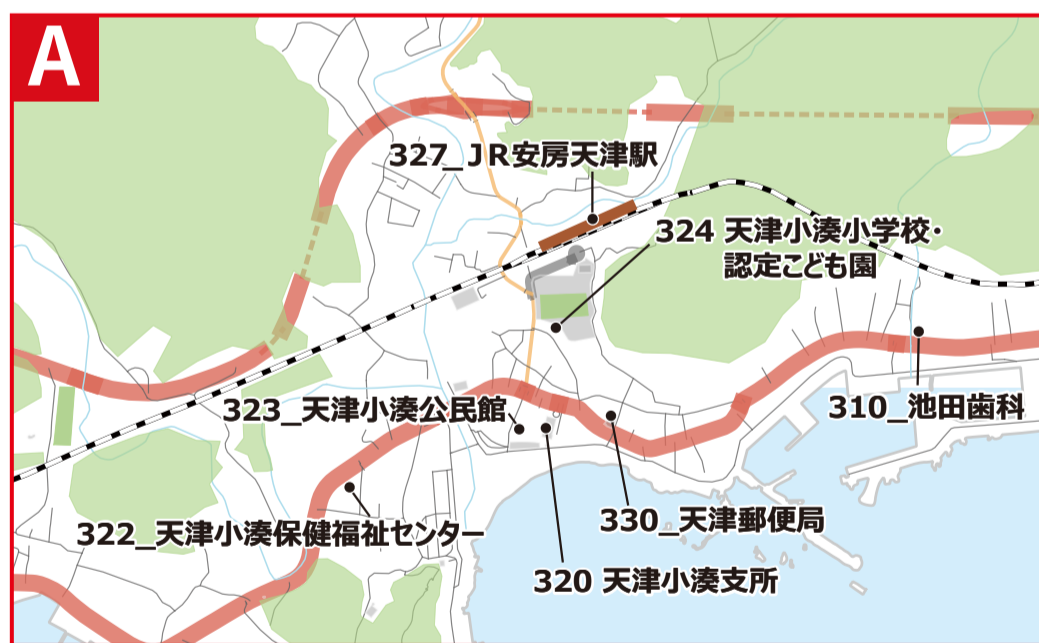 A
327_JR安房天津駅
324 天津小湊小学校・
認定こども園
323_天津小湊公民館
310_池田歯科
322_天津小湊保健福祉センター
330_天津郵便局
320 天津小湊支所